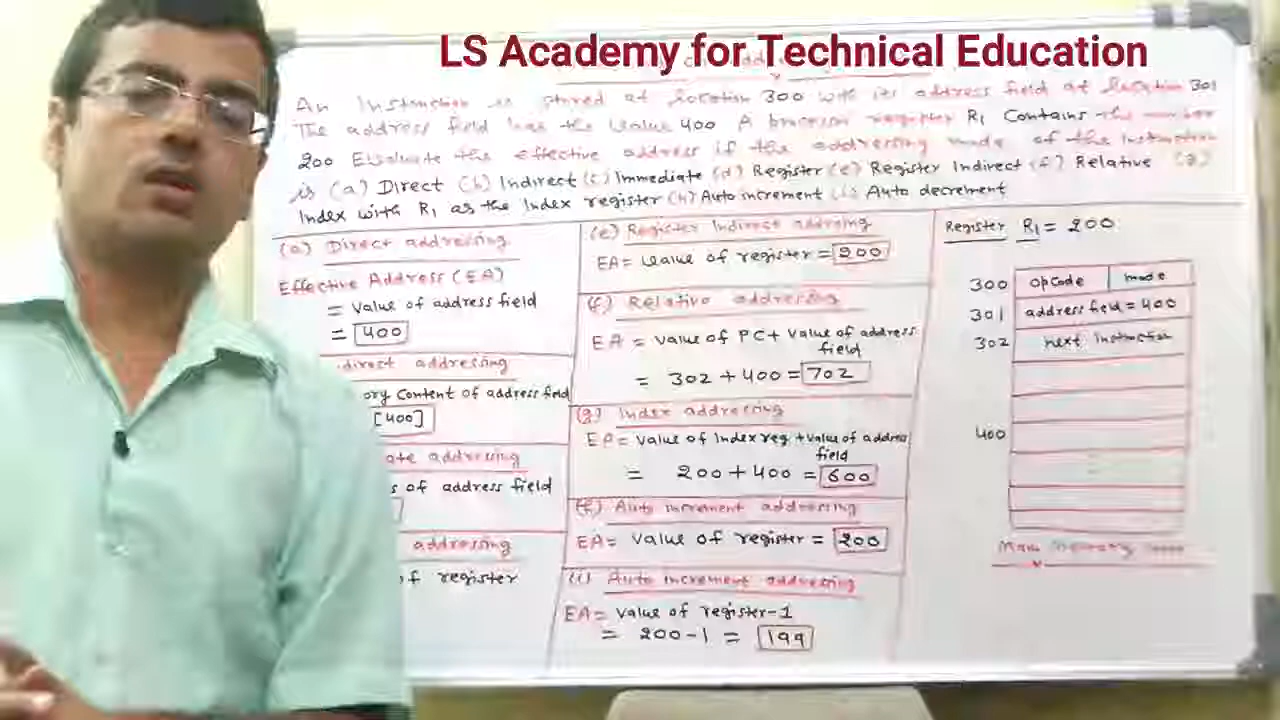 LS Academy for Technical Education
An Instruction is stored at location 300 with its address field at location 301
The address field has the value 400 A processor register R1 Contains the number
200 Evaluate the effective address if the addressing mode of the instruction
is (a) Direct (b) Indirect (c) Immediate (d) Register (e) Register Indirect (f) Relative (g)
Index with R1 as the Index register (h) Auto increment (i) Auto decrement
(a) Direct addressing
Effective Address (EA)
= Value of address field
= 400
direct addressing
ory Content of address field
[400]
ate addressing
s of address field
addressing
of register
(e) Register Indirect addressing
EA = Value of register = 200
(f) Relative addressing
EA = Value of PC + Value of address
field
= 302 + 400 = 702
(g) Index addressing
EA = Value of Index reg + Value of address
field
= 200 + 400 = 600
(h) Auto increment addressing
EA = Value of register = 200
(i) Auto increment addressing
EA = Value of register - 1
= 200 - 1 = 199
Register R1 = 200
300 opCode mode
301 address field = 400
302 next instruction
400
Main memory